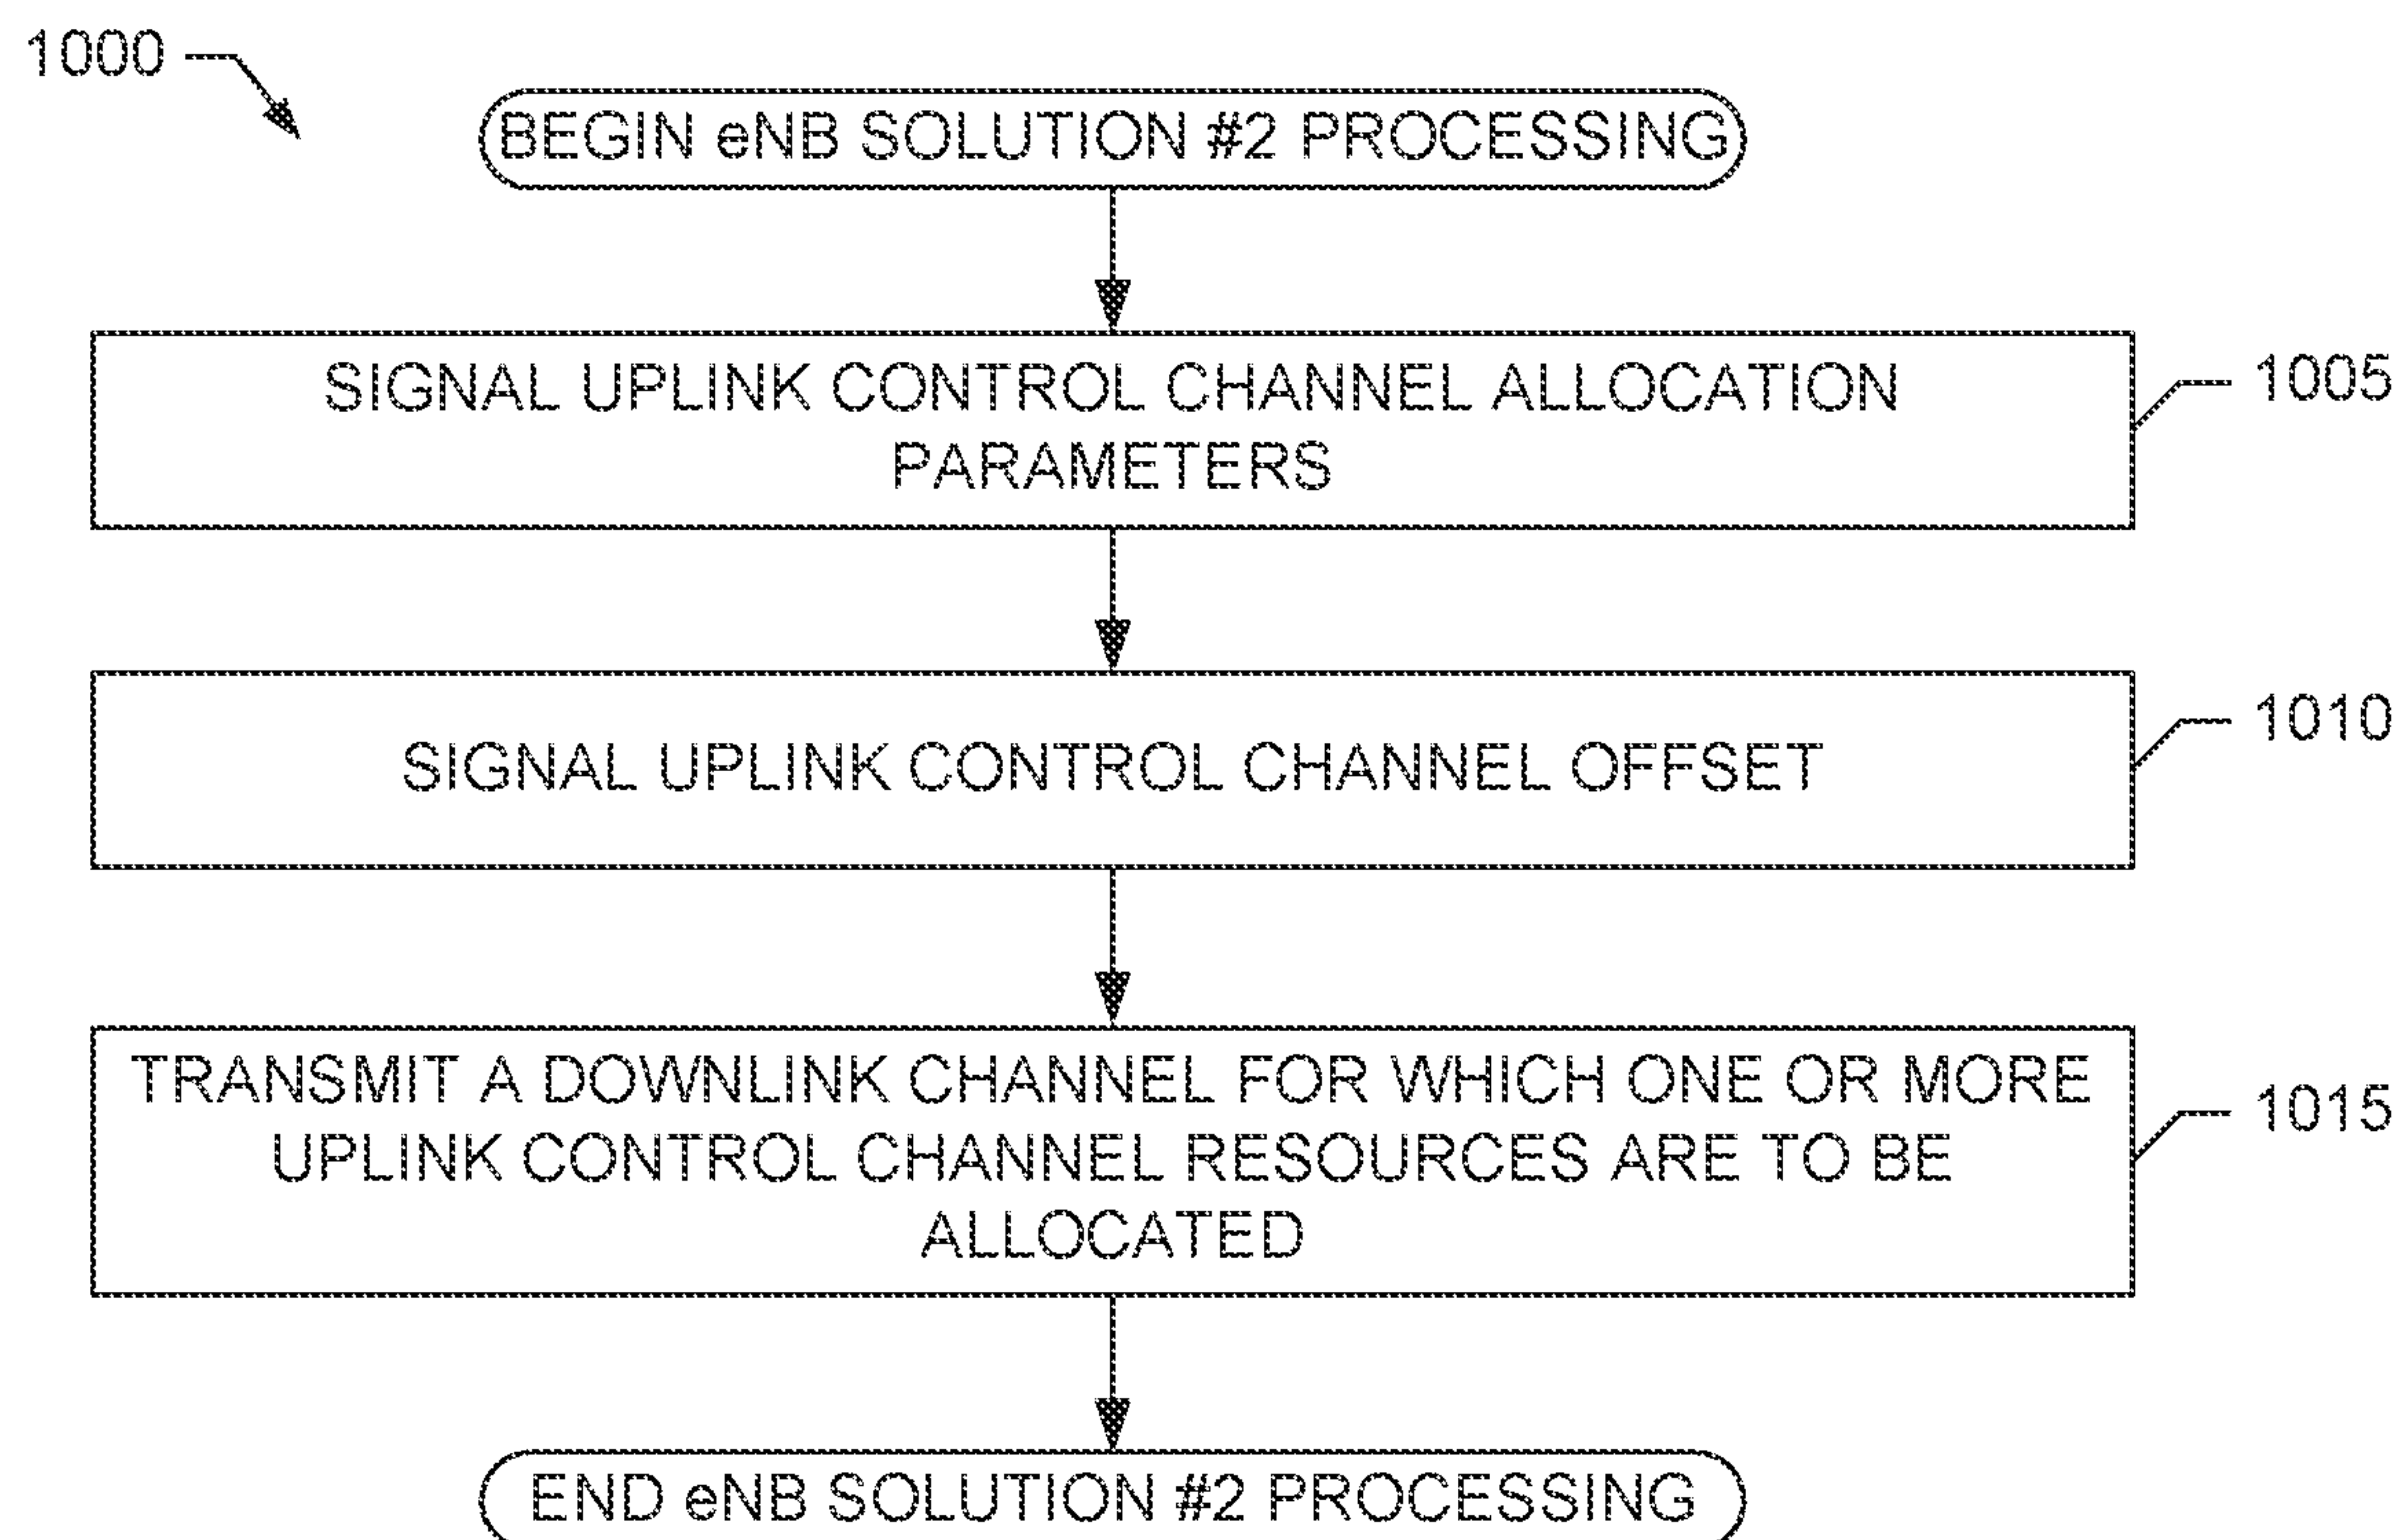 1000
BEGIN eNB SOLUTION #2 PROCESSING
SIGNAL UPLINK CONTROL CHANNEL ALLOCATION
PARAMETERS
1005
SIGNAL UPLINK CONTROL CHANNEL OFFSET
1010
TRANSMIT A DOWNLINK CHANNEL FOR WHICH ONE OR MORE
UPLINK CONTROL CHANNEL RESOURCES ARE TO BE
ALLOCATED
1015
END eNB SOLUTION #2 PROCESSING